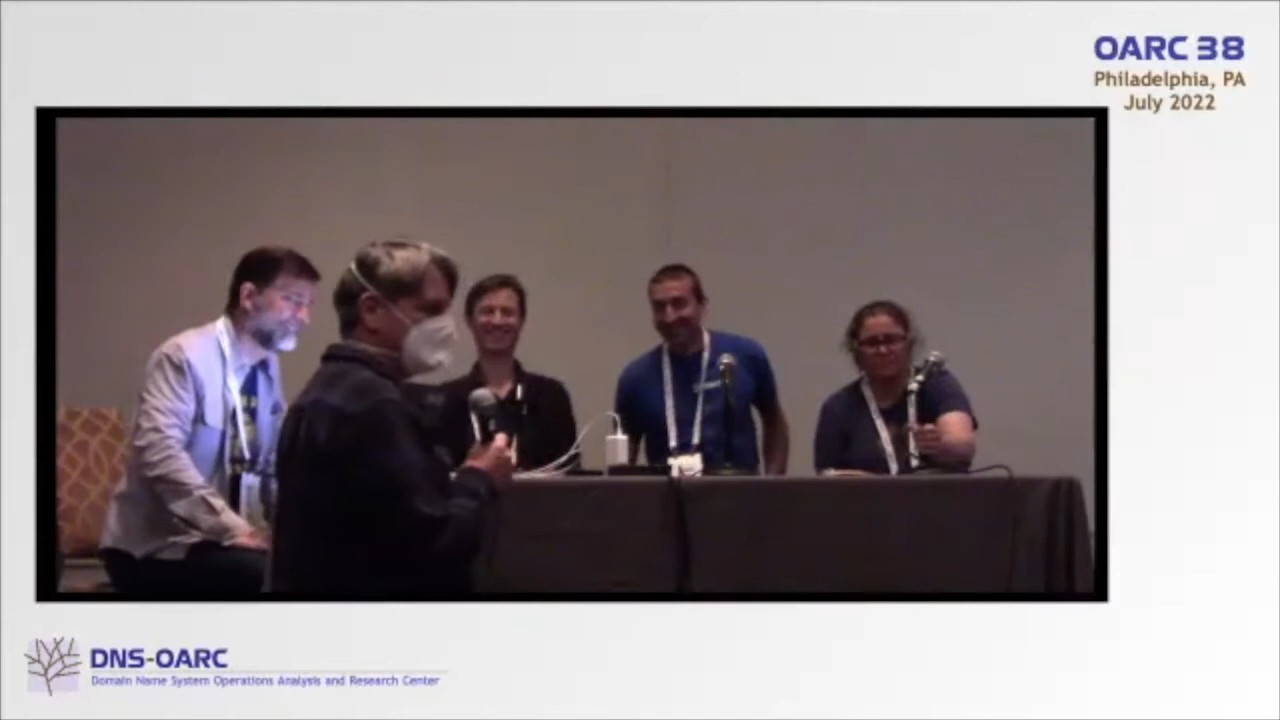 OARC 38
Philadelphia, PA
July 2022
DNS-OARC
Domain Name System Operations Analysis and Research Center